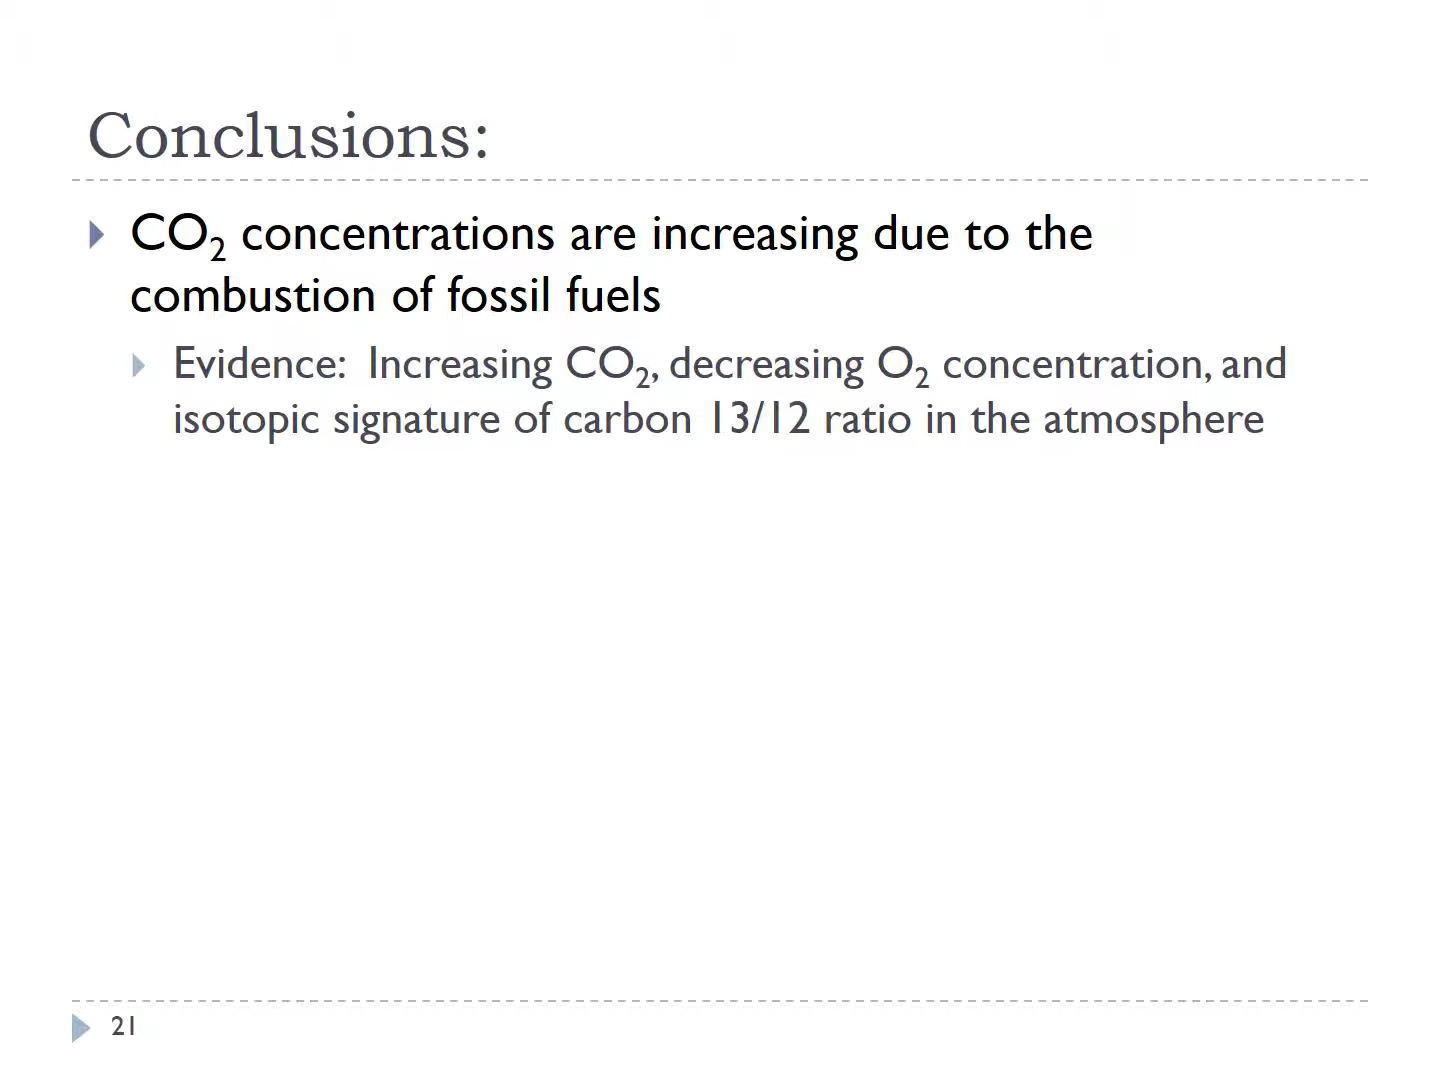 Conclusions:
CO₂ concentrations are increasing due to the
combustion of fossil fuels
Evidence:  Increasing CO₂, decreasing O₂ concentration, and
isotopic signature of carbon 13/12 ratio in the atmosphere
21